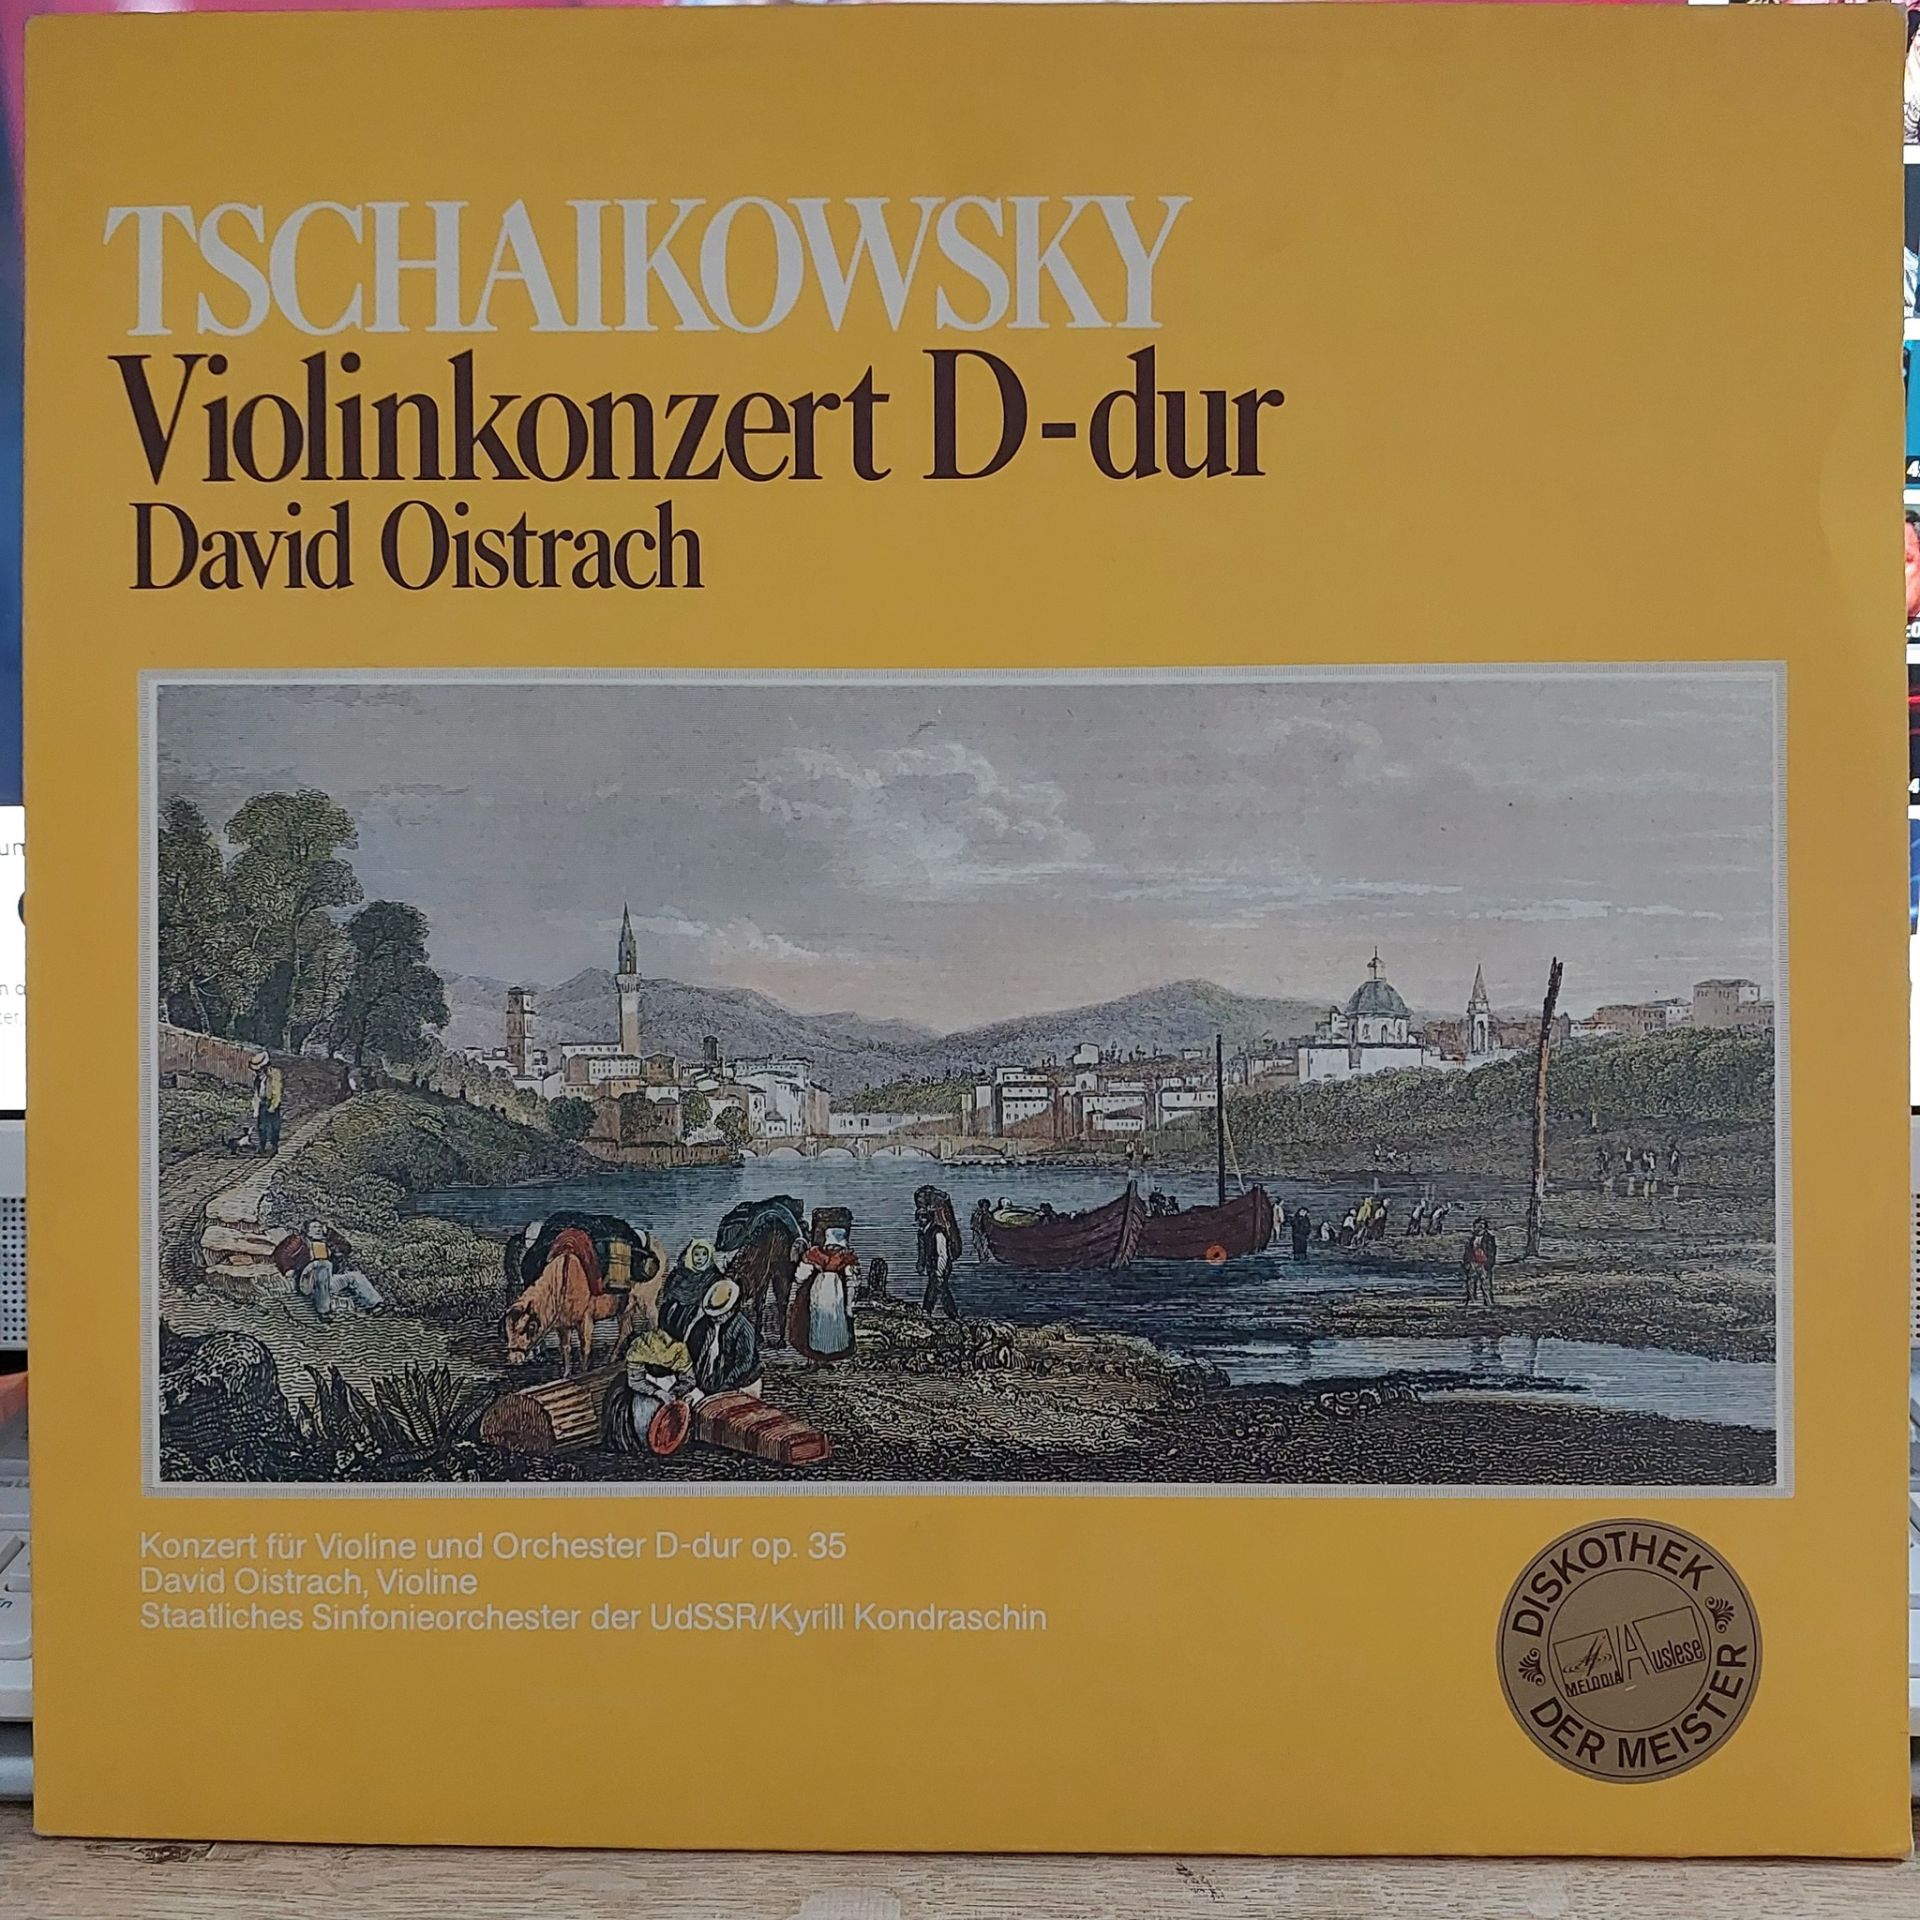 TSCHAIKOWSKY
Violinkonzert D-dur
David Oistrach
Konzert für Violine und Orchester D-dur op. 35
David Oistrach, Violine
Staatliches Sinfonieorchester der UdSSR/Kyrill Kondraschin
DISKOTHEK
MELODIA Auslese
DER MEISTER